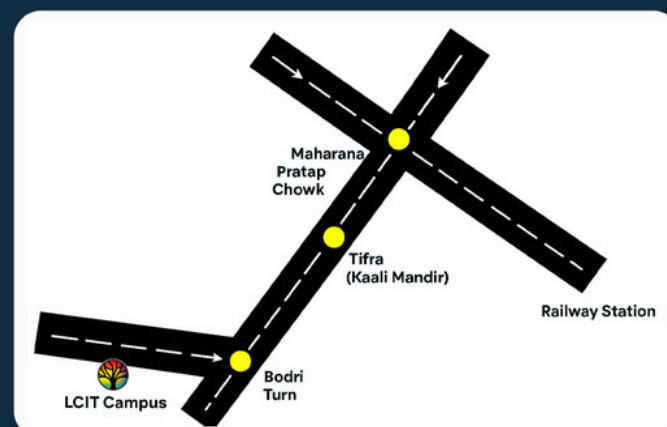 Maharana
Pratap
Chowk
Tifra
(Kaali Mandir)
Railway Station
Bodri
Turn
LCIT Campus